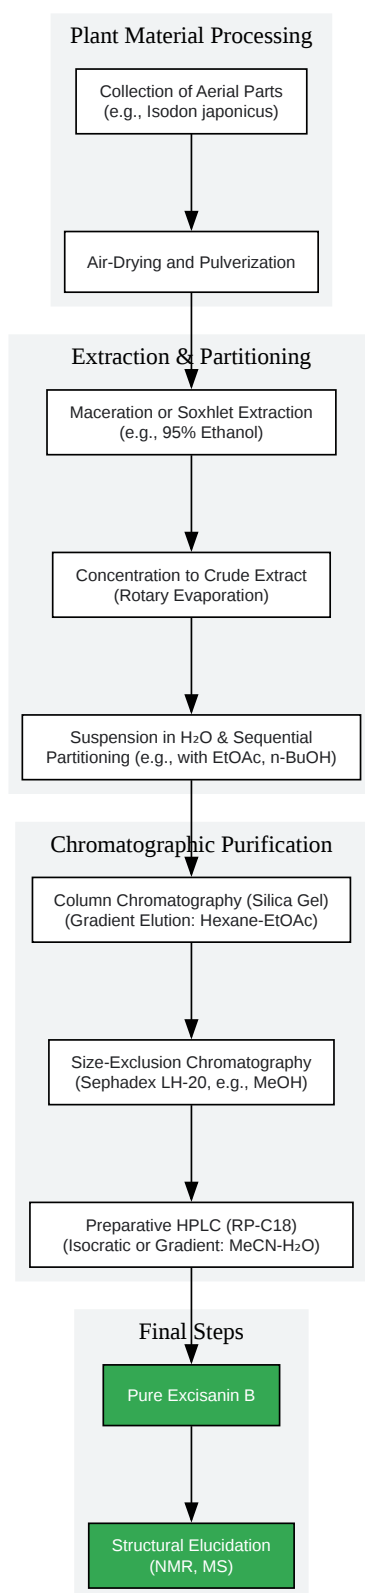 Plant Material Processing
Collection of Aerial Parts
(e.g., Isodon japonicus)
Air-Drying and Pulverization
Extraction & Partitioning
Maceration or Soxhlet Extraction
(e.g., 95% Ethanol)
Concentration to Crude Extract
(Rotary Evaporation)
Suspension in H₂O & Sequential
Partitioning (e.g., with EtOAc, n-BuOH)
Chromatographic Purification
Column Chromatography (Silica Gel)
(Gradient Elution: Hexane-EtOAc)
Size-Exclusion Chromatography
(Sephadex LH-20, e.g., MeOH)
Preparative HPLC (RP-C18)
(Isocratic or Gradient: MeCN-H₂O)
Final Steps
Pure Excisanin B
Structural Elucidation
(NMR, MS)